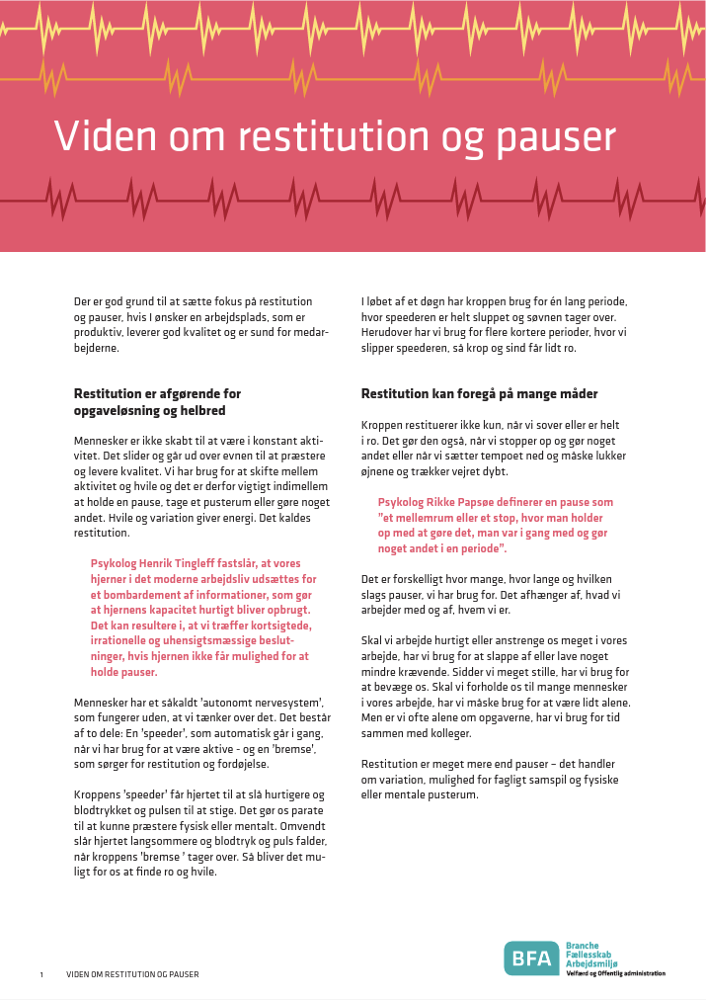 Viden om restitution og pauser
Der er god grund til at sætte fokus på restitution
og pauser, hvis I ønsker en arbejdsplads, som er
produktiv, leverer god kvalitet og er sund for medar-
bejderne.
Restitution er afgørende for
opgaveløsning og helbred
Mennesker er ikke skabt til at være i konstant akti-
vitet. Det slider og går ud over evnen til at præstere
og levere kvalitet. Vi har brug for at skifte mellem
aktivitet og hvile og det er derfor vigtigt indimellem
at holde en pause, tage et pusterum eller gøre noget
andet. Hvile og variation giver energi. Det kaldes
restitution.
Psykolog Henrik Tingleff fastslår, at vores
hjerner i det moderne arbejdsliv udsættes for
et bombardement af informationer, som gør
at hjernens kapacitet hurtigt bliver opbrugt.
Det kan resultere i, at vi træffer kortsigtede,
irrationelle og uhensigtsmæssige beslut-
ninger, hvis hjernen ikke får mulighed for at
holde pauser.
Mennesker har et såkaldt 'autonomt nervesystem',
som fungerer uden, at vi tænker over det. Det består
af to dele: En 'speeder', som automatisk går i gang,
når vi har brug for at være aktive - og en 'bremse',
som sørger for restitution og fordøjelse.
Kroppens 'speeder' får hjertet til at slå hurtigere og
blodtrykket og pulsen til at stige. Det gør os parate
til at kunne præstere fysisk eller mentalt. Omvendt
slår hjertet langsommere og blodtryk og puls falder,
når kroppens 'bremse ' tager over. Så bliver det mu-
ligt for os at finde ro og hvile.
I løbet af et døgn har kroppen brug for én lang periode,
hvor speederen er helt sluppet og søvnen tager over.
Herudover har vi brug for flere kortere perioder, hvor vi
slipper speederen, så krop og sind får lidt ro.
Restitution kan foregå på mange måder
Kroppen restituerer ikke kun, når vi sover eller er helt
i ro. Det gør den også, når vi stopper op og gør noget
andet eller når vi sætter tempoet ned og måske lukker
øjnene og trækker vejret dybt.
Psykolog Rikke Papsøe definerer en pause som
"et mellemrum eller et stop, hvor man holder
op med at gøre det, man var i gang med og gør
noget andet i en periode".
Det er forskelligt hvor mange, hvor lange og hvilken
slags pauser, vi har brug for. Det afhænger af, hvad vi
arbejder med og af, hvem vi er.
Skal vi arbejde hurtigt eller anstrenge os meget i vores
arbejde, har vi brug for at slappe af eller lave noget
mindre krævende. Sidder vi meget stille, har vi brug for
at bevæge os. Skal vi forholde os til mange mennesker
i vores arbejde, har vi måske brug for at være lidt alene.
Men er vi ofte alene om opgaverne, har vi brug for tid
sammen med kolleger.
Restitution er meget mere end pauser – det handler
om variation, mulighed for fagligt samspil og fysiske
eller mentale pusterum.
BFA
Branche
Fællesskab
Arbejdsmiljø
Velfærd og Offentlig administration
1 VIDEN OM RESTITUTION OG PAUSER